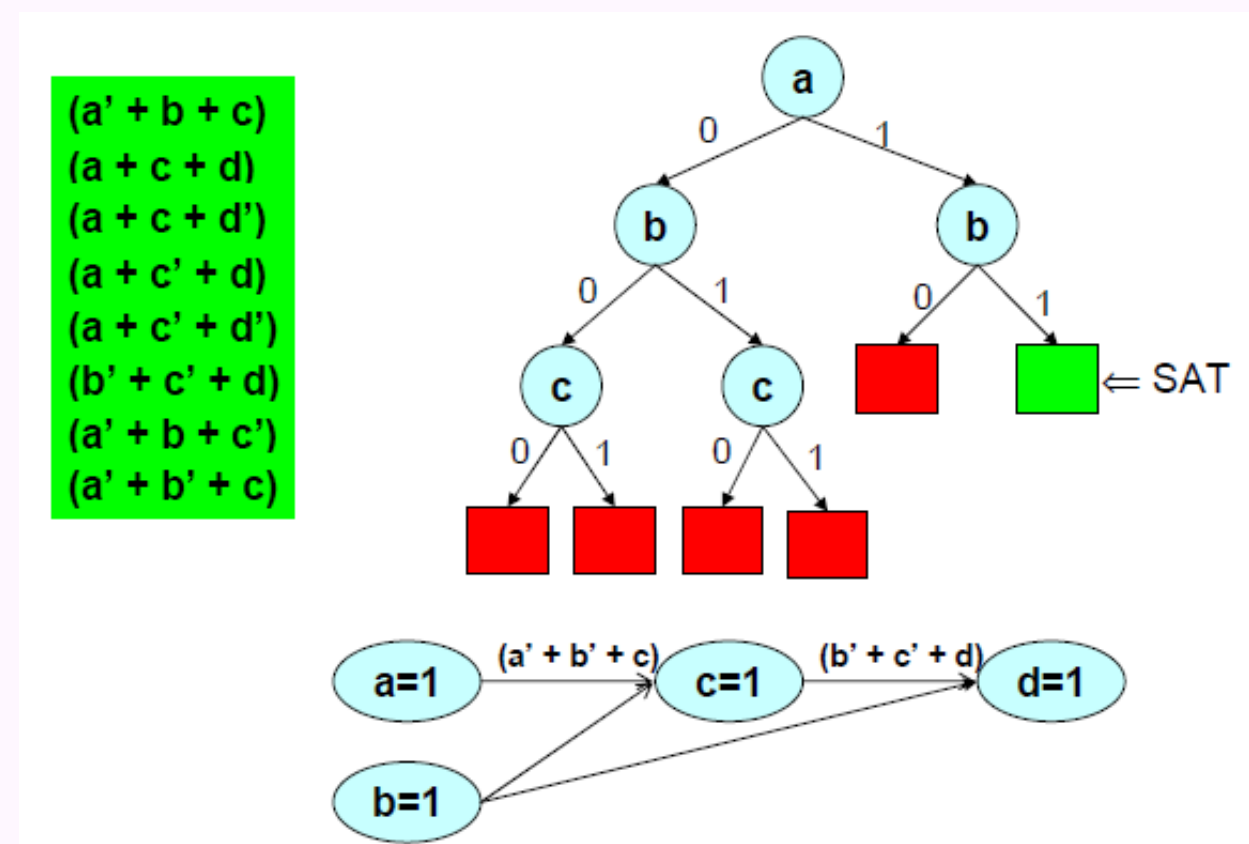 (a’ + b + c)
(a + c + d)
(a + c + d’)
(a + c’ + d)
(a + c’ + d’)
(b’ + c’ + d)
(a’ + b + c’)
(a’ + b’ + c)
a
0 1
b b
0 1 0 1
c c
⇐ SAT
0 1 0 1
(a’ + b’ + c) (b’ + c’ + d)
a=1 c=1 d=1
b=1